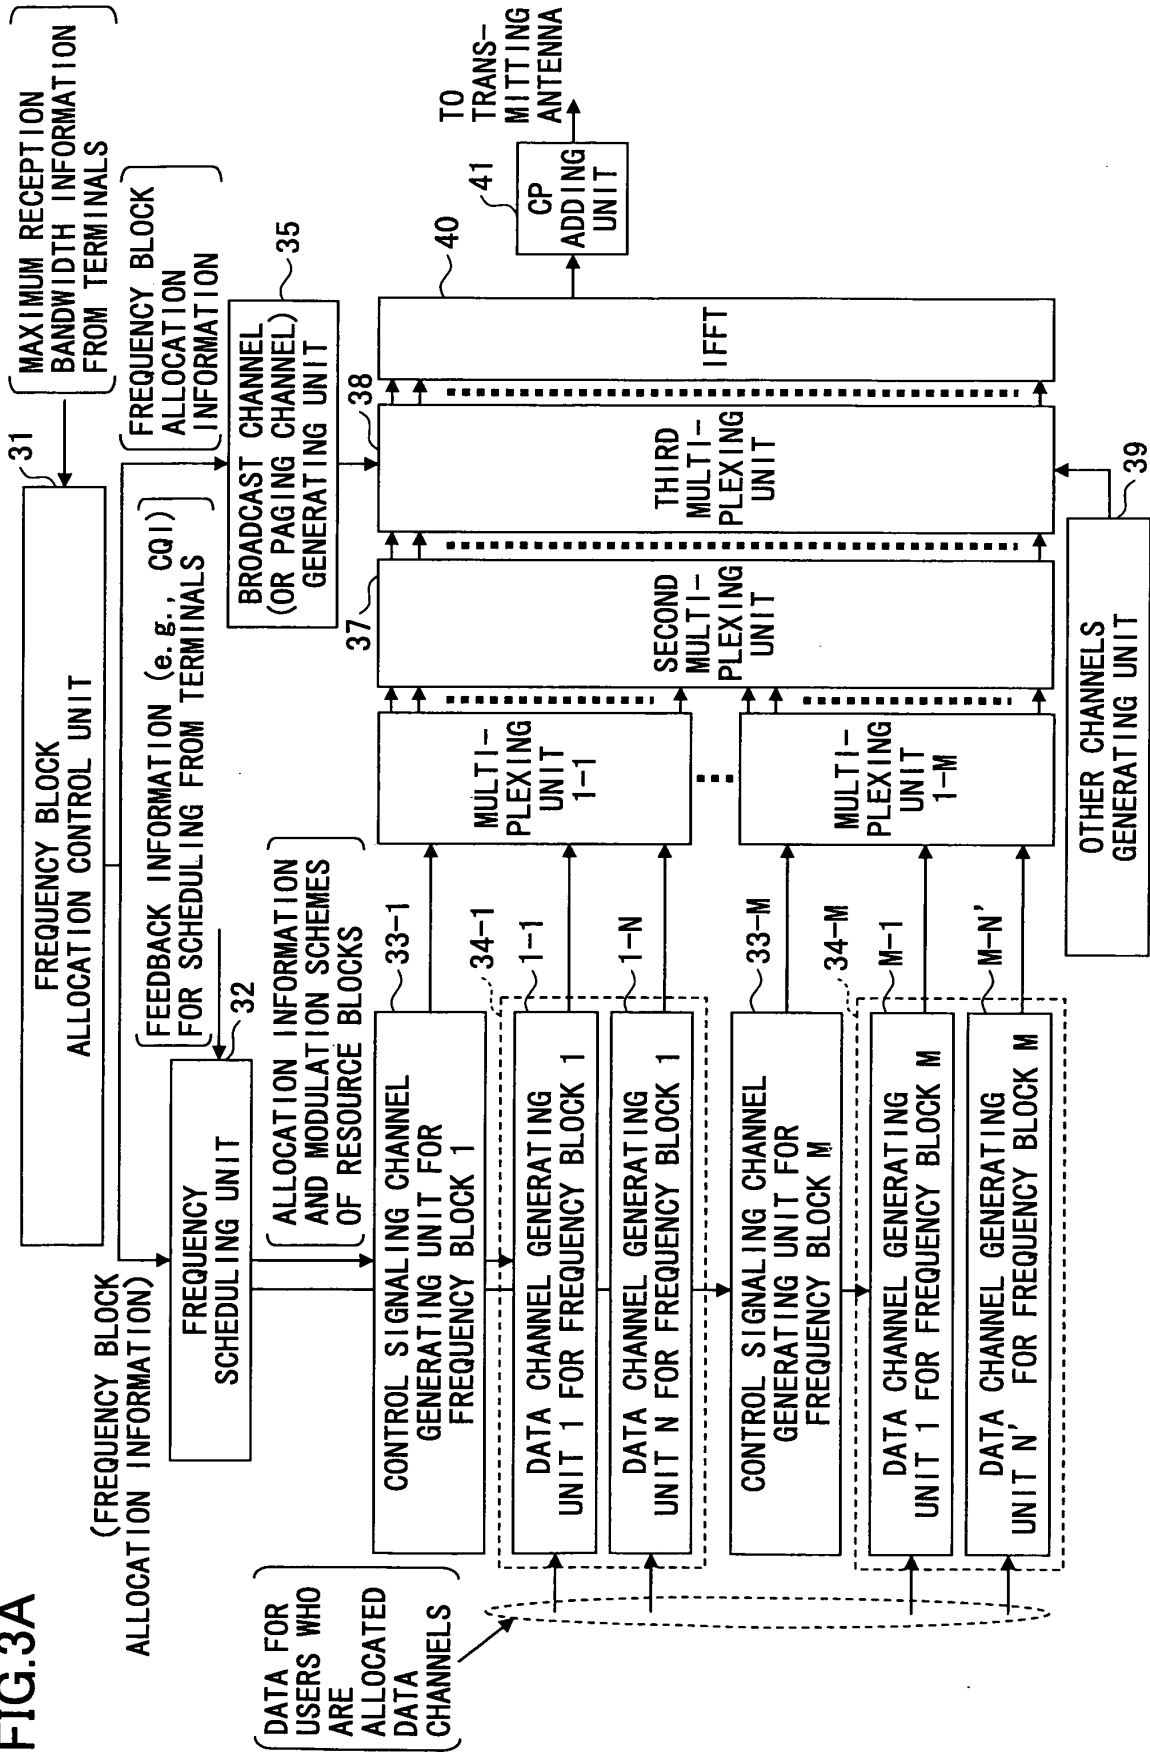 FIG.3A
MAXIMUM RECEPTION
BANDWIDTH INFORMATION
FROM TERMINALS
31
FREQUENCY BLOCK
ALLOCATION CONTROL UNIT
(FREQUENCY BLOCK
ALLOCATION INFORMATION)
FREQUENCY BLOCK
ALLOCATION
INFORMATION
FEEDBACK INFORMATION (e.g., CQI)
FOR SCHEDULING FROM TERMINALS
32
FREQUENCY
SCHEDULING UNIT
35
BROADCAST CHANNEL
(OR PAGING CHANNEL)
GENERATING UNIT
ALLOCATION INFORMATION
AND MODULATION SCHEMES
OF RESOURCE BLOCKS
DATA FOR
USERS WHO
ARE
ALLOCATED
DATA
CHANNELS
33-1
CONTROL SIGNALING CHANNEL
GENERATING UNIT FOR
FREQUENCY BLOCK 1
34-1
1-1
DATA CHANNEL GENERATING
UNIT 1 FOR FREQUENCY BLOCK 1
1-N
DATA CHANNEL GENERATING
UNIT N FOR FREQUENCY BLOCK 1
33-M
CONTROL SIGNALING CHANNEL
GENERATING UNIT FOR
FREQUENCY BLOCK M
34-M
M-1
DATA CHANNEL GENERATING
UNIT 1 FOR FREQUENCY BLOCK M
M-N'
DATA CHANNEL GENERATING
UNIT N' FOR FREQUENCY BLOCK M
MULTI-
PLEXING
UNIT
1-1
MULTI-
PLEXING
UNIT
1-M
37
SECOND
MULTI-
PLEXING
UNIT
38
THIRD
MULTI-
PLEXING
UNIT
39
OTHER CHANNELS
GENERATING UNIT
40
IFFT
41
CP
ADDING
UNIT
TO
TRANS-
MITTING
ANTENNA